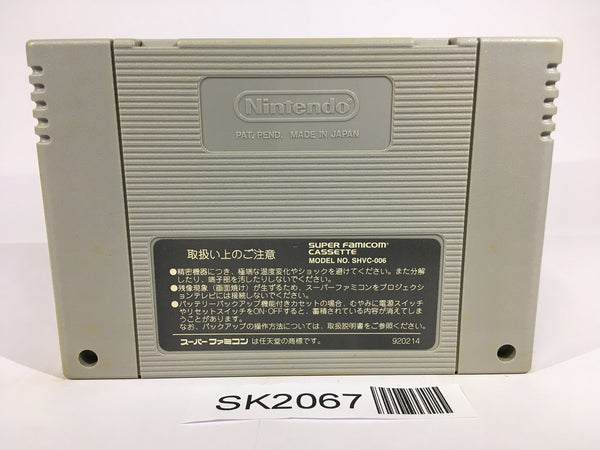 Nintendo
PAT. PEND. MADE IN JAPAN
取扱い上のご注意
SUPER FAMICOM
CASSETTE
MODEL NO. SHVC-006
●精密機器につき、極端な温度変化やショックを避けてください。また分解
したり、端子部を汚したりしないでください。
●残像現象（画面焼け）が生ずるため、スーパーファミコンをプロジェクシ
ョンテレビには接続しないでください。
●バッテリーバックアップ機能付きカセットの場合、むやみに電源スイッチ
やリセットスイッチをON・OFFすると、蓄積されている内容が消えてしま
うことがあります。
なお、バックアップの操作方法については、取扱説明書をご参照ください。
スーパーファミコン は任天堂の商標です。
920214
SK2067